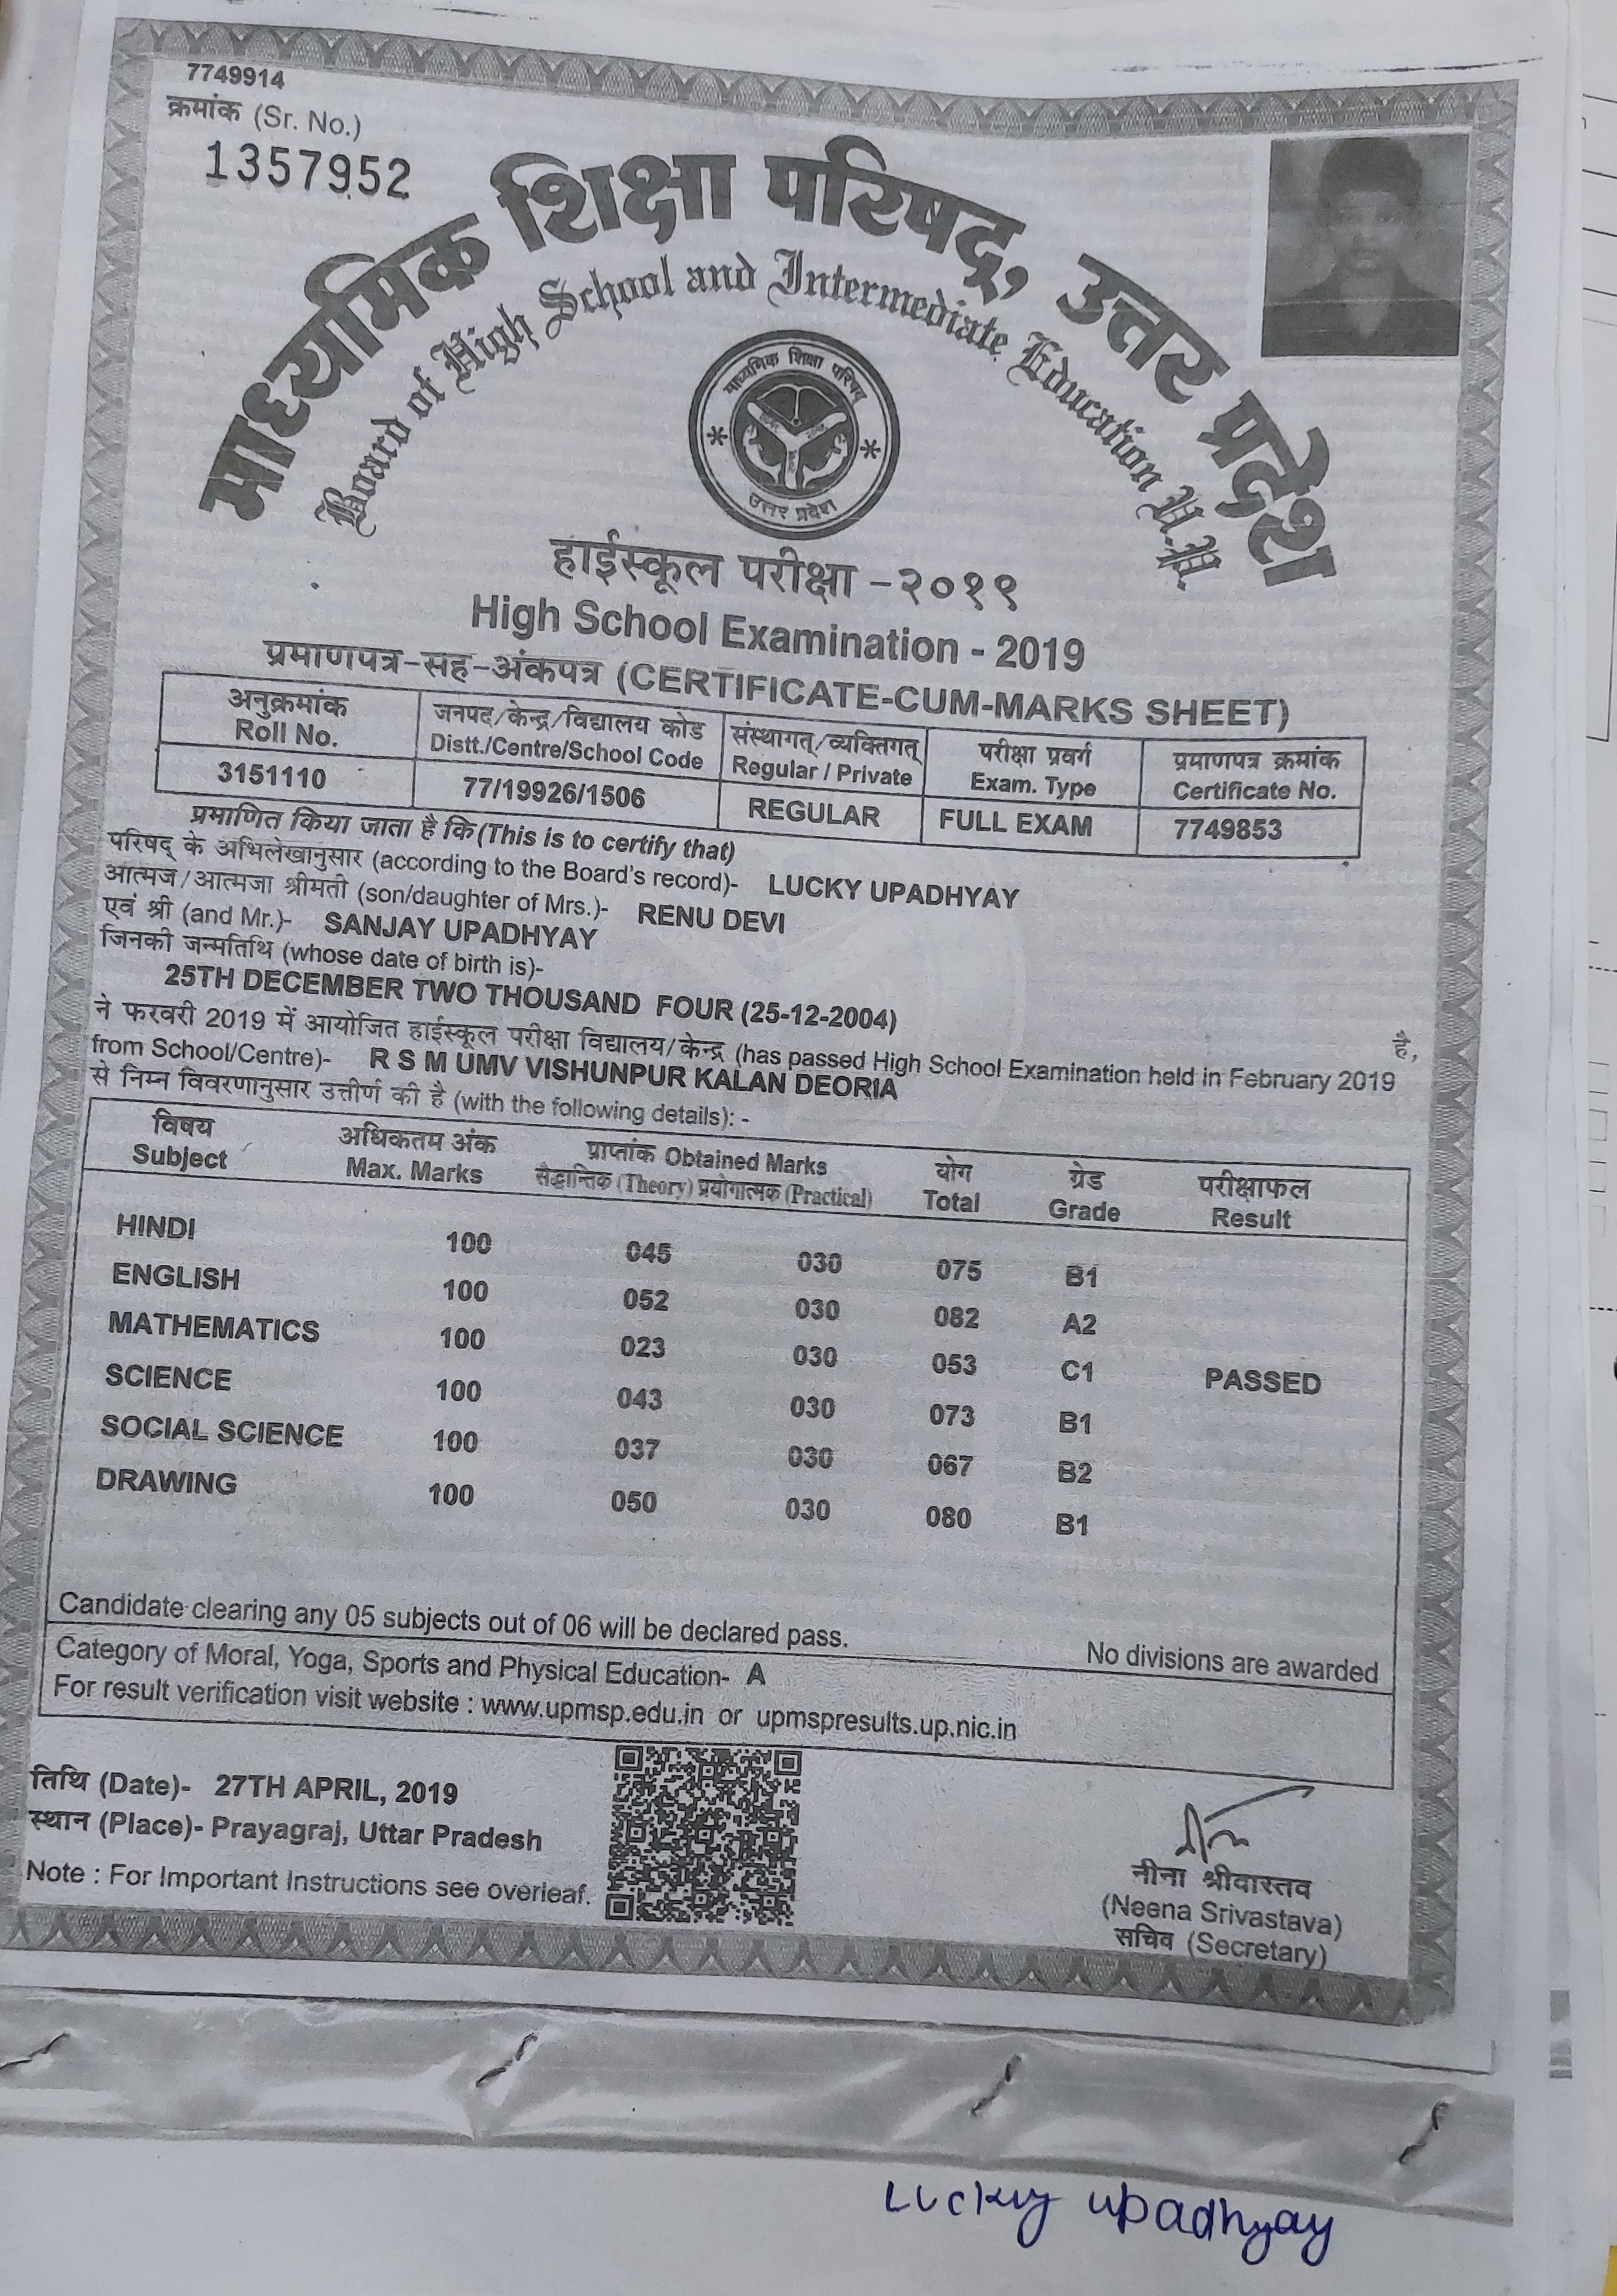 7749914
क्रमांक (Sr. No.)
1357952
माध्यमिक शिक्षा परिषद्, उत्तर प्रदेश
Board of High School and Intermediate Education U.P.
माध्यमिक शिक्षा परिषद्
उत्तर प्रदेश
हाईस्कूल परीक्षा -२०१९
High School Examination - 2019
प्रमाणपत्र-सह-अंकपत्र (CERTIFICATE-CUM-MARKS SHEET)
अनुक्रमांक जनपद/केन्द्र/विद्यालय कोड संस्थागत्/व्यक्तिगत् परीक्षा प्रवर्ग प्रमाणपत्र क्रमांक
Roll No. Distt./Centre/School Code Regular / Private Exam. Type Certificate No.
3151110 77/19926/1506 REGULAR FULL EXAM 7749853
प्रमाणित किया जाता है कि (This is to certify that)
परिषद् के अभिलेखानुसार (according to the Board's record)- LUCKY UPADHYAY
आत्मज/आत्मजा श्रीमती (son/daughter of Mrs.)- RENU DEVI
एवं श्री (and Mr.)- SANJAY UPADHYAY
जिनकी जन्मतिथि (whose date of birth is)-
25TH DECEMBER TWO THOUSAND FOUR (25-12-2004) है,
ने फरवरी 2019 में आयोजित हाईस्कूल परीक्षा विद्यालय/केन्द्र (has passed High School Examination held in February 2019
from School/Centre)- R S M UMV VISHUNPUR KALAN DEORIA
से निम्न विवरणानुसार उत्तीर्ण की है (with the following details): -
विषय अधिकतम अंक प्राप्तांक Obtained Marks योग ग्रेड परीक्षाफल
Subject Max. Marks सैद्धान्तिक (Theory) प्रयोगात्मक (Practical) Total Grade Result
HINDI 100 045 030 075 B1
ENGLISH 100 052 030 082 A2
MATHEMATICS 100 023 030 053 C1 PASSED
SCIENCE 100 043 030 073 B1
SOCIAL SCIENCE 100 037 030 067 B2
DRAWING 100 050 030 080 B1
Candidate clearing any 05 subjects out of 06 will be declared pass. No divisions are awarded
Category of Moral, Yoga, Sports and Physical Education- A
For result verification visit website : www.upmsp.edu.in or upmspresults.up.nic.in
तिथि (Date)- 27TH APRIL, 2019
स्थान (Place)- Prayagraj, Uttar Pradesh
Note : For Important Instructions see overleaf.
नीना श्रीवास्तव
(Neena Srivastava)
सचिव (Secretary)
Lucky upadhyay